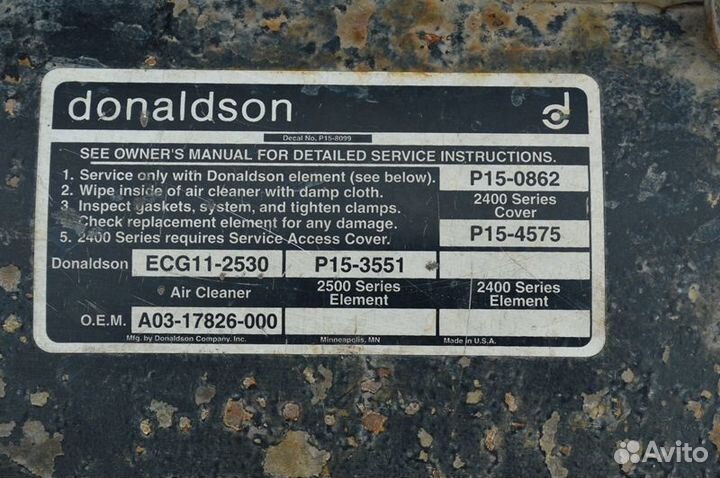 donaldson
Decal No. P15-8099
SEE OWNER'S MANUAL FOR DETAILED SERVICE INSTRUCTIONS.
1. Service only with Donaldson element (see below). P15-0862
2. Wipe inside of air cleaner with damp cloth. 2400 Series
3. Inspect gaskets, system, and tighten clamps. Cover
Check replacement element for any damage. P15-4575
5. 2400 Series requires Service Access Cover.
Donaldson ECG11-2530 P15-3551
Air Cleaner 2500 Series 2400 Series
Element Element
O.E.M. A03-17826-000
Mfg. by Donaldson Company, Inc. Minneapolis, MN Made in U.S.A.
Avito